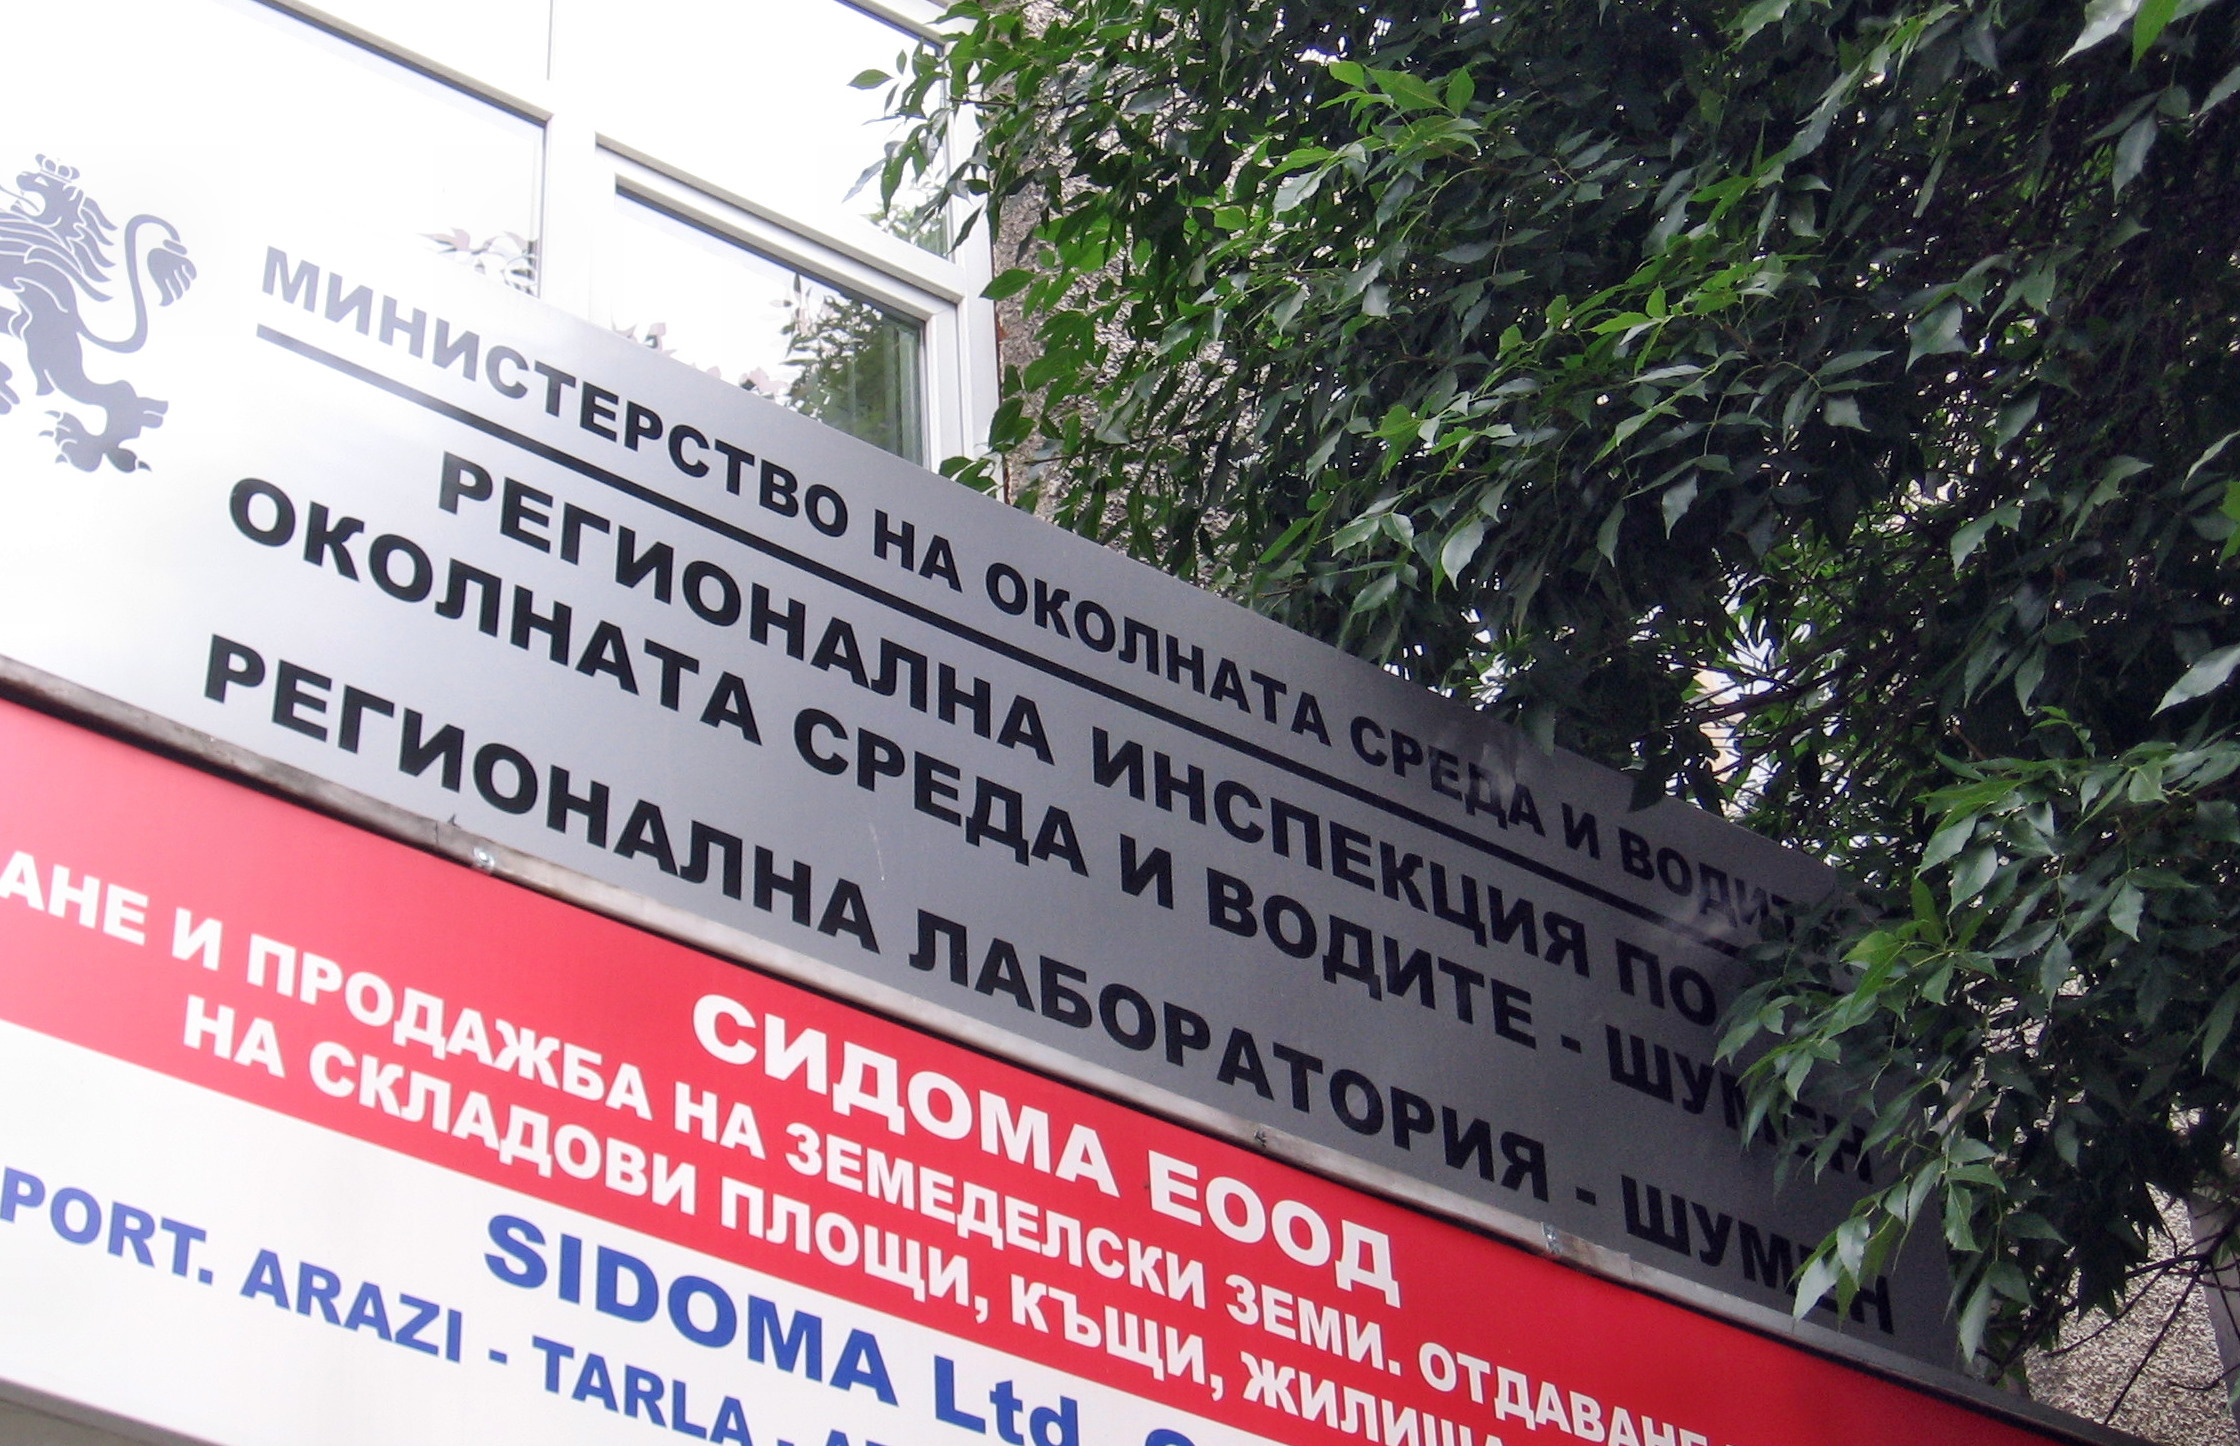 МИНИСТЕРСТВО НА ОКОЛНАТА СРЕДА И ВОДИТЕ
РЕГИОНАЛНА ИНСПЕКЦИЯ ПО
ОКОЛНАТА СРЕДА И ВОДИТЕ - ШУМЕН
РЕГИОНАЛНА ЛАБОРАТОРИЯ - ШУМЕН
СИДОМА ЕООД
АНЕ И ПРОДАЖБА НА ЗЕМЕДЕЛСКИ ЗЕМИ. ОТДАВАНЕ
НА СКЛАДОВИ ПЛОЩИ, КЪЩИ, ЖИЛИЩА
SIDOMA Ltd.
PORT. ARAZI - TARLA